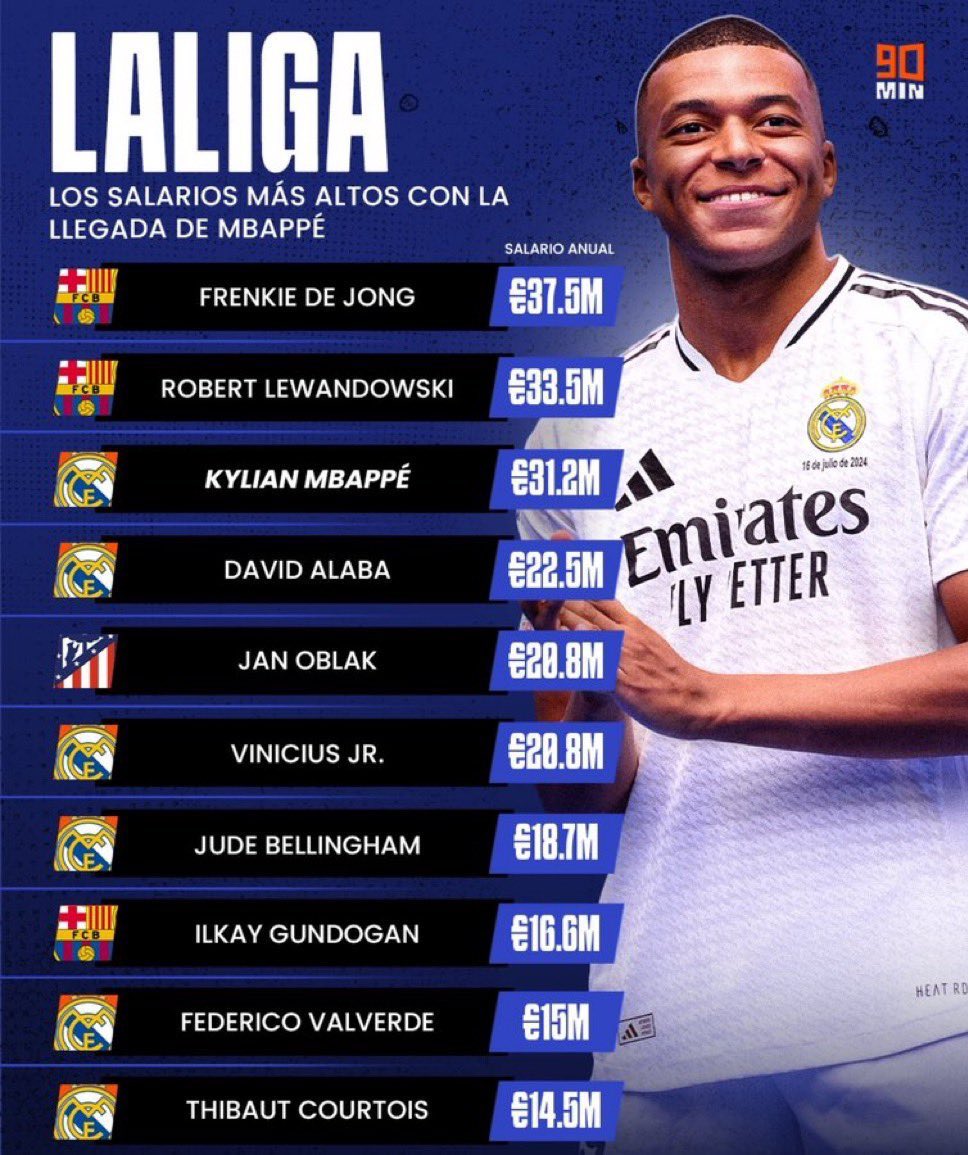 LALIGA
90
MIN
LOS SALARIOS MÁS ALTOS CON LA
LLEGADA DE MBAPPÉ
SALARIO ANUAL
FCB
FRENKIE DE JONG €37.5M
FCB
ROBERT LEWANDOWSKI €33.5M
KYLIAN MBAPPÉ €31.2M
DAVID ALABA €22.5M
JAN OBLAK €20.8M
VINICIUS JR. €20.8M
JUDE BELLINGHAM €18.7M
FCB
ILKAY GUNDOGAN €16.6M
FEDERICO VALVERDE €15M
THIBAUT COURTOIS €14.5M
16 de julio de 2024
Emirates
FLY ETTER
HEAT RD